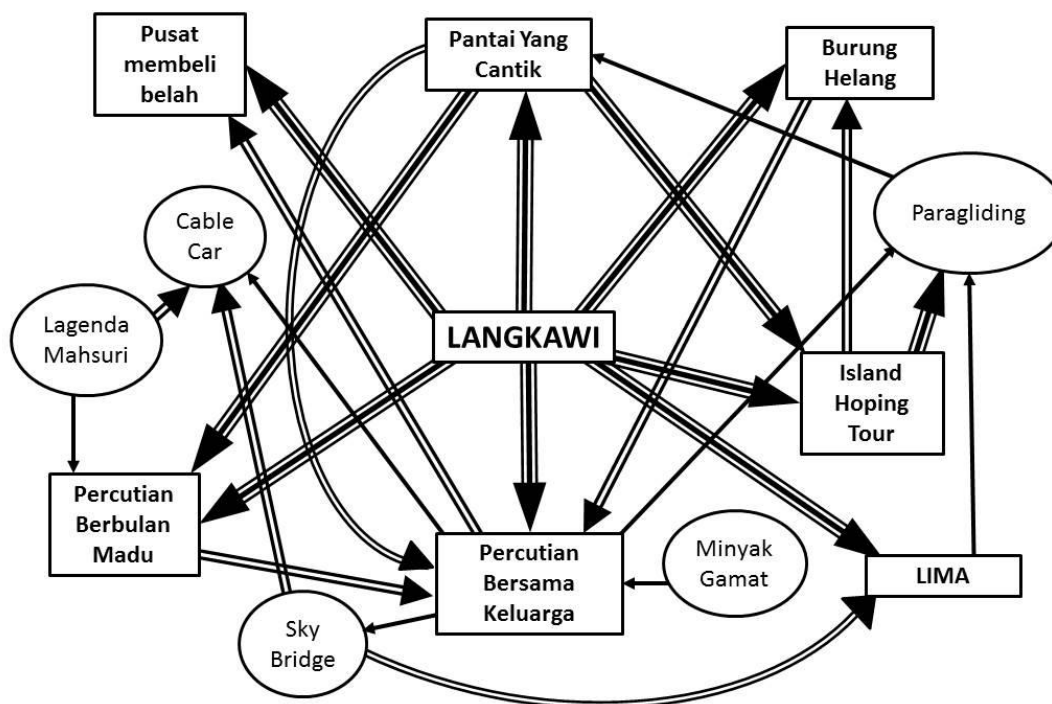 Pusat
membeli
belah
Pantai Yang
Cantik
Burung
Helang
Cable
Car
Paragliding
Lagenda
Mahsuri
LANGKAWI
Island
Hoping
Tour
Percutian
Berbulan
Madu
Percutian
Bersama
Keluarga
Minyak
Gamat
LIMA
Sky
Bridge